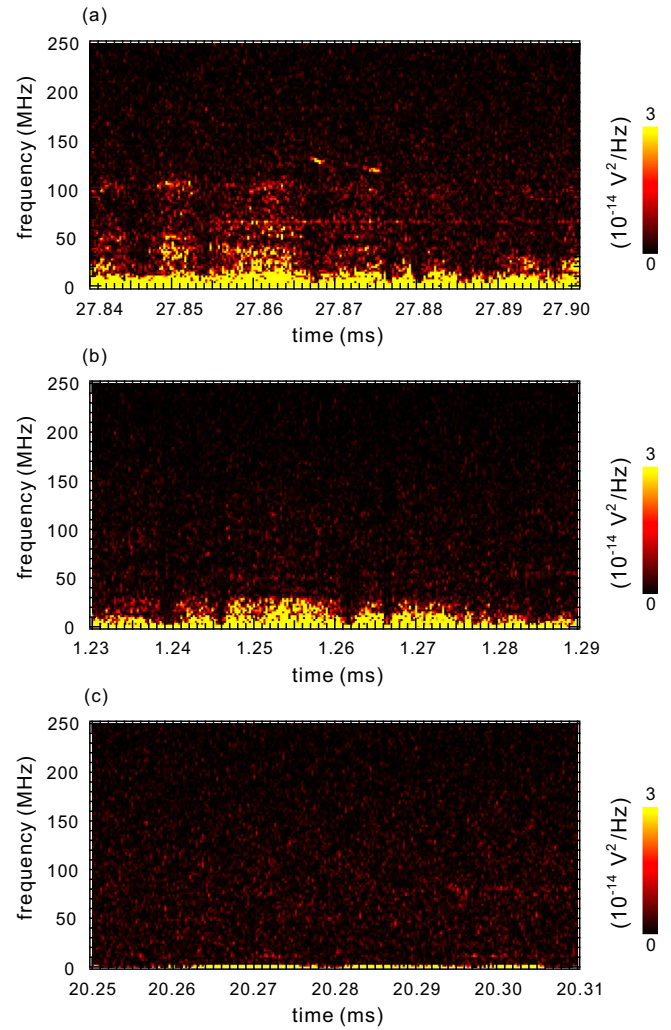 (a)
250
200
150
100
50
0
frequency (MHz)
27.84 27.85 27.86 27.87 27.88 27.89 27.90
time (ms)
3
0
(10⁻¹⁴ V²/Hz)
(b)
250
200
150
100
50
0
frequency (MHz)
1.23 1.24 1.25 1.26 1.27 1.28 1.29
time (ms)
3
0
(10⁻¹⁴ V²/Hz)
(c)
250
200
150
100
50
0
frequency (MHz)
20.25 20.26 20.27 20.28 20.29 20.30 20.31
time (ms)
3
0
(10⁻¹⁴ V²/Hz)